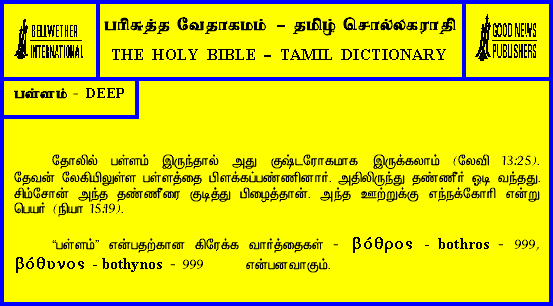 BELLWETHER
INTERNATIONAL
பரிசுத்த வேதாகமம் – தமிழ் சொல்லகராதி
THE HOLY BIBLE – TAMIL DICTIONARY
GOOD NEWS
PUBLISHERS
பள்ளம் - DEEP
தோலில் பள்ளம் இருந்தால் அது குஷ்டரோகமாக இருக்கலாம் (லேவி 13:25).
தேவன் லேகியிலுள்ள பள்ளத்தை பிளக்கப்பண்ணினார். அதிலிருந்து தண்ணீர் ஓடி வந்தது.
சிம்சோன் அந்த தண்ணீரை குடித்து பிழைத்தான். அந்த ஊற்றுக்கு எந்நக்கோரி என்று
பெயர் (நியா 15:19).
“பள்ளம்” என்பதற்கான கிரேக்க வார்த்தைகள் - βόθρος - bothros - 999,
βόθυνος - bothynos - 999 என்பனவாகும்.